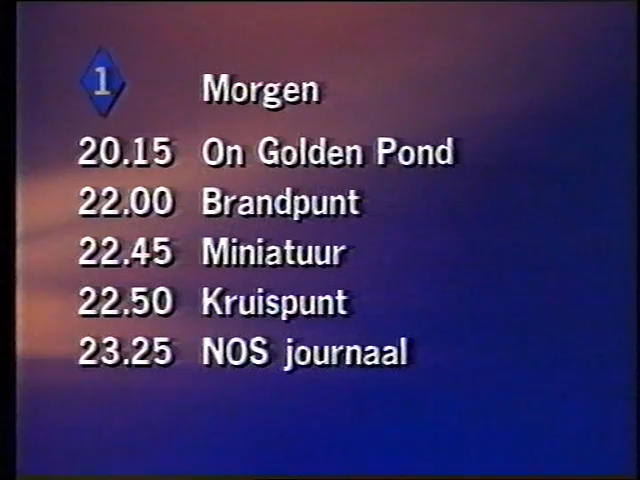 1 Morgen
20.15 On Golden Pond
22.00 Brandpunt
22.45 Miniatuur
22.50 Kruispunt
23.25 NOS journaal